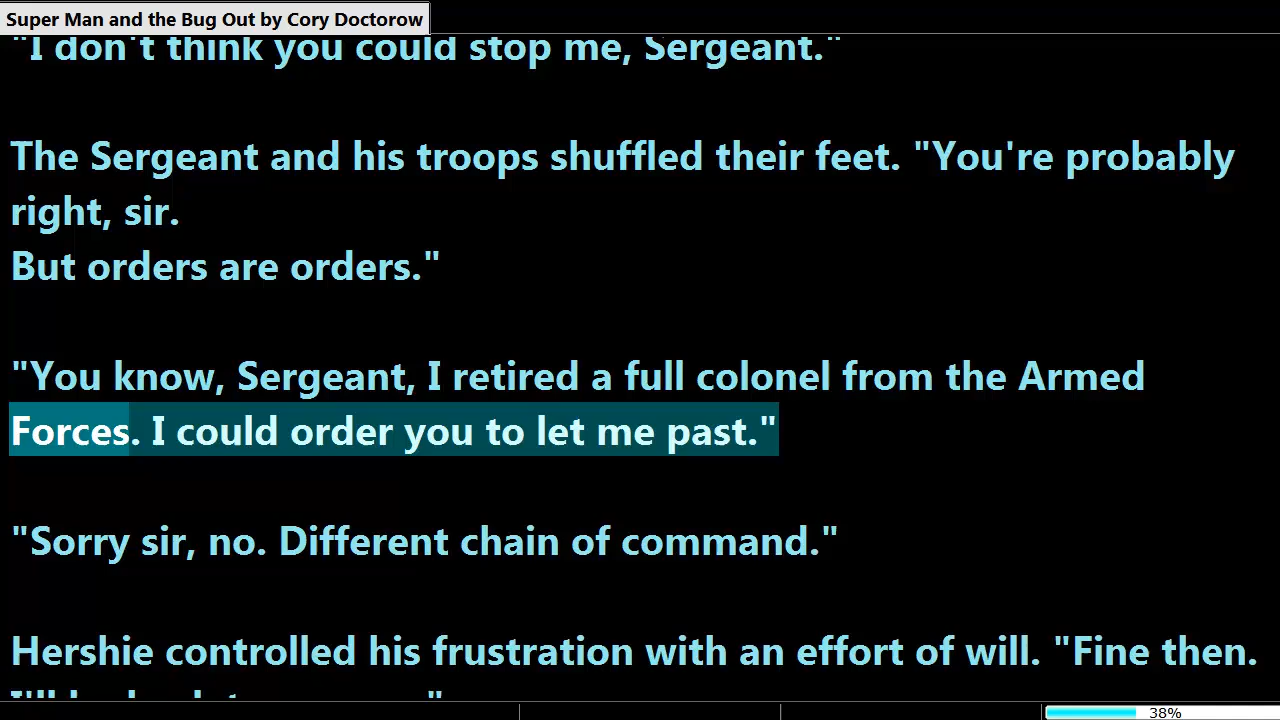 Super Man and the Bug Out by Cory Doctorow
"I don't think you could stop me, Sergeant."
The Sergeant and his troops shuffled their feet. "You're probably
right, sir.
But orders are orders."
"You know, Sergeant, I retired a full colonel from the Armed
Forces. I could order you to let me past."
"Sorry sir, no. Different chain of command."
Hershie controlled his frustration with an effort of will. "Fine then.
38%